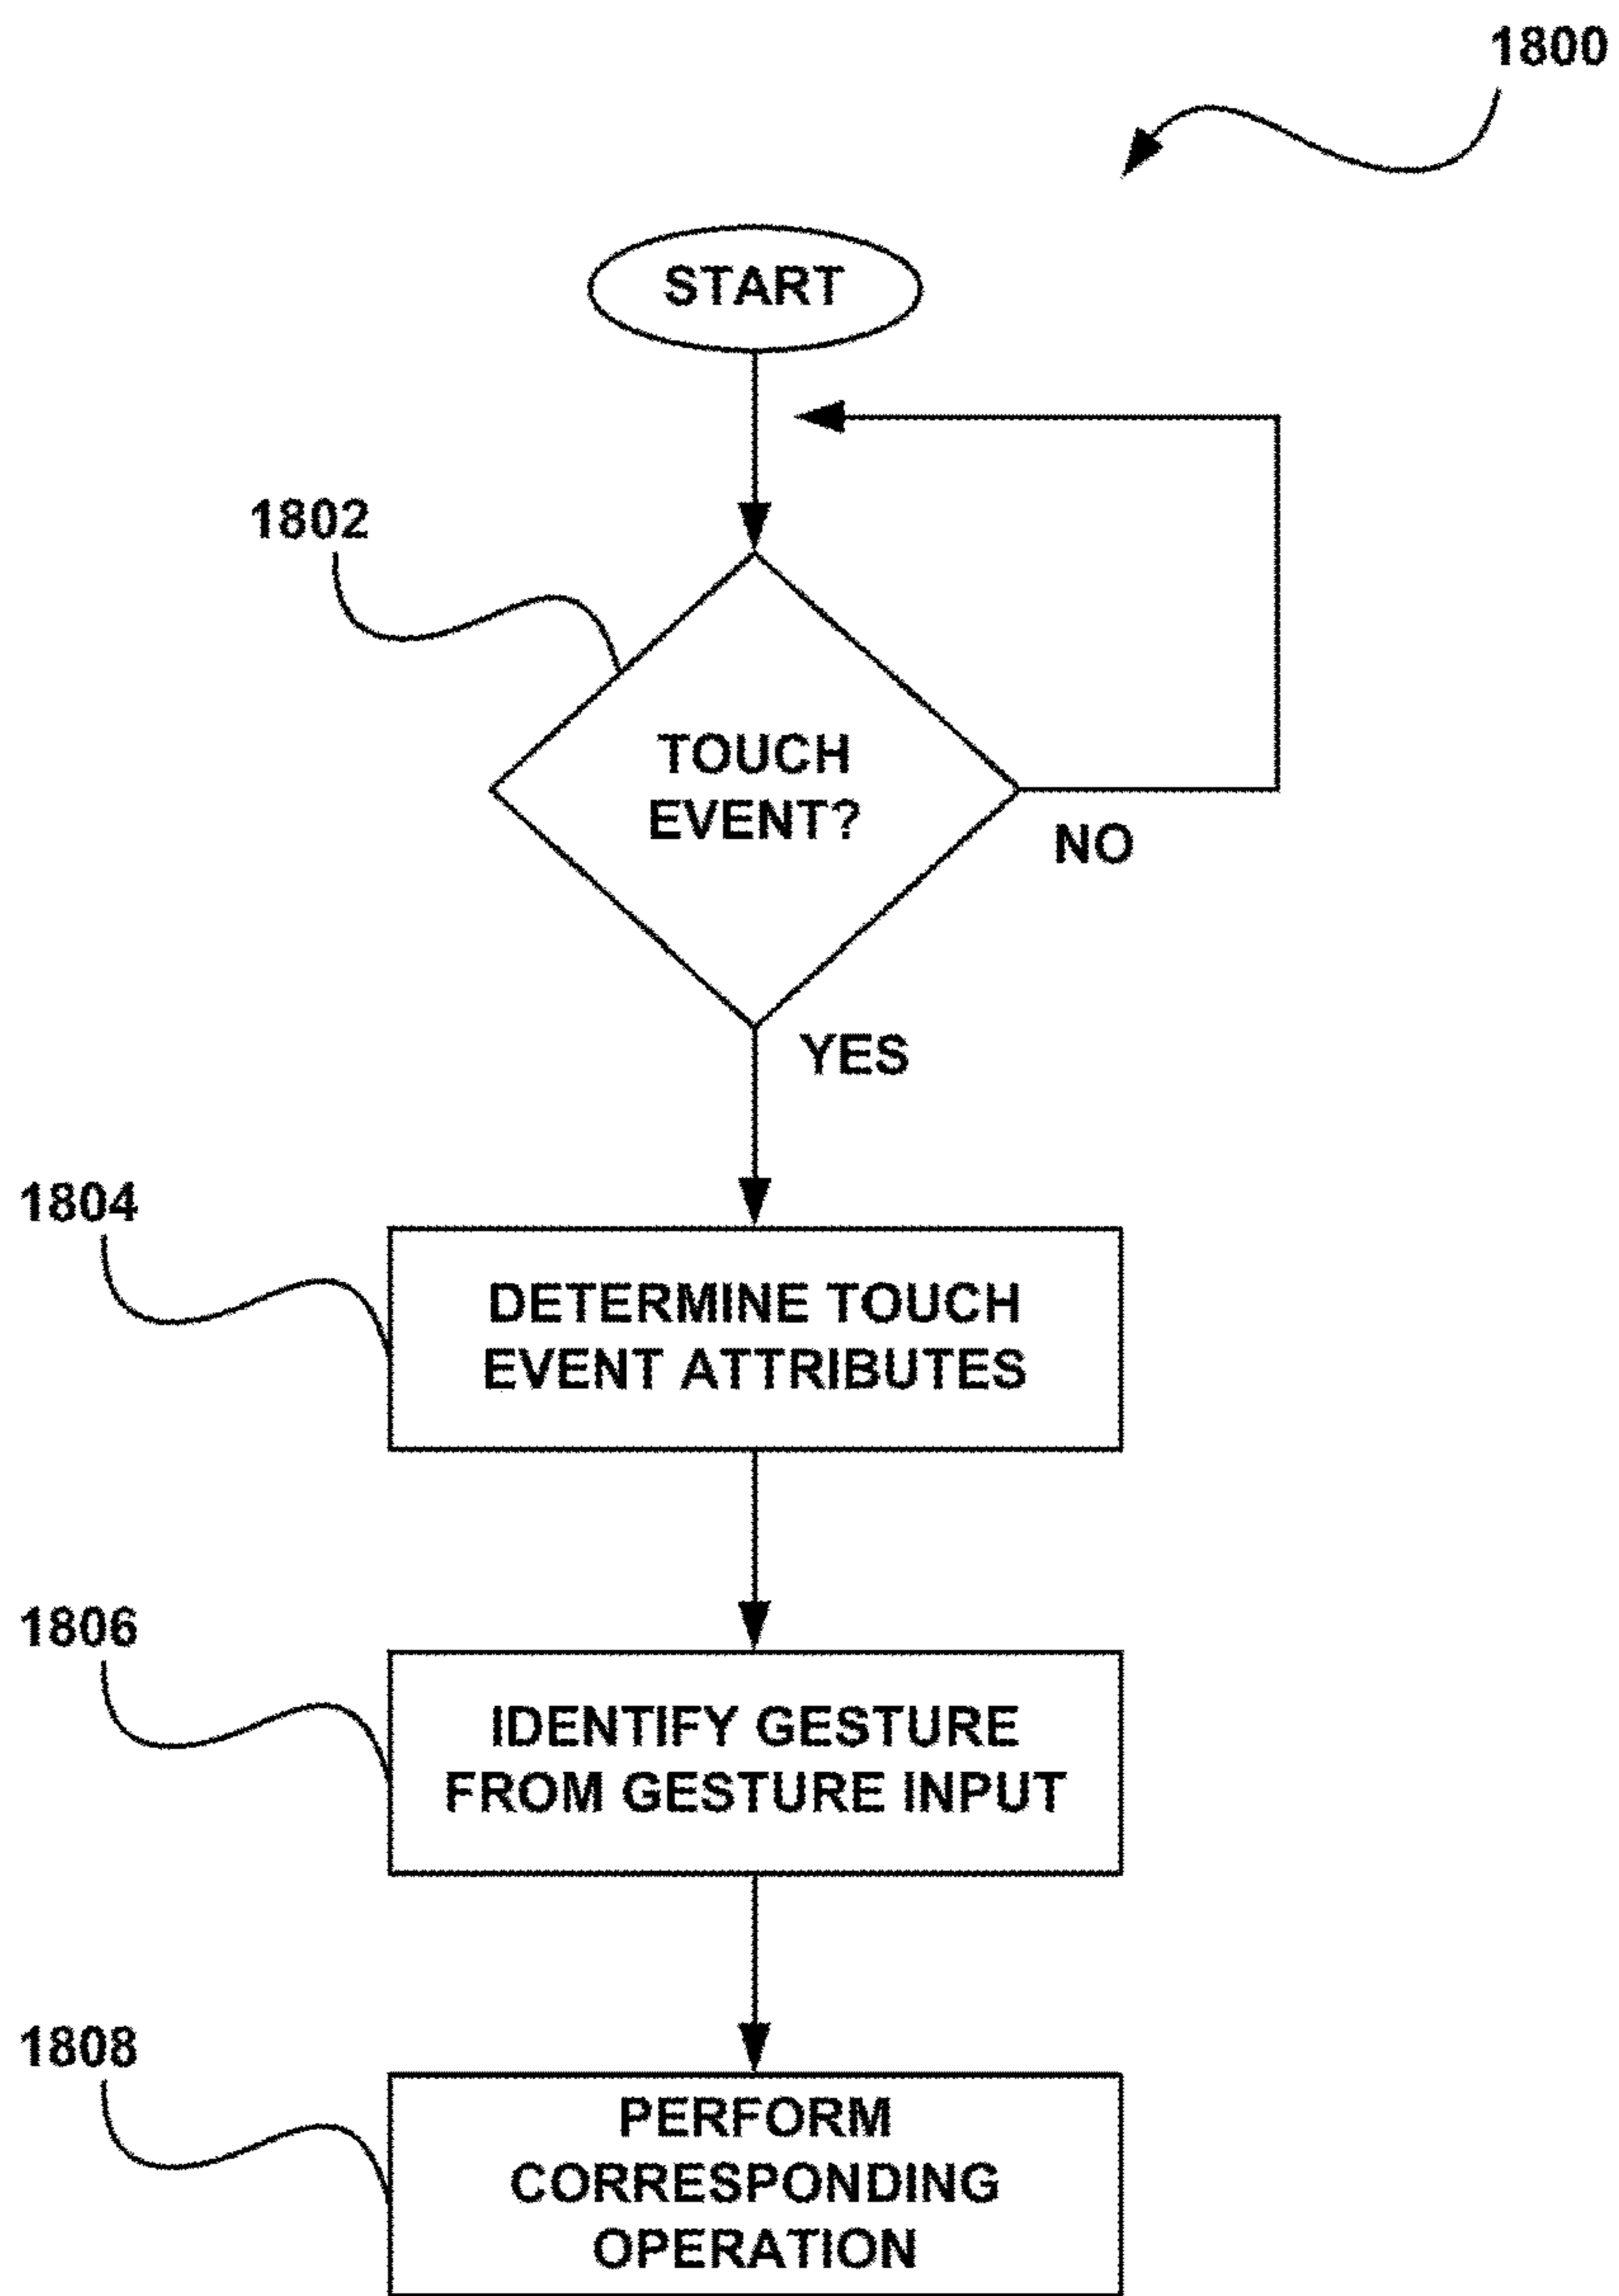 1800
START
1802
TOUCH
EVENT?
NO
YES
1804
DETERMINE TOUCH
EVENT ATTRIBUTES
1806
IDENTIFY GESTURE
FROM GESTURE INPUT
1808
PERFORM
CORRESPONDING
OPERATION